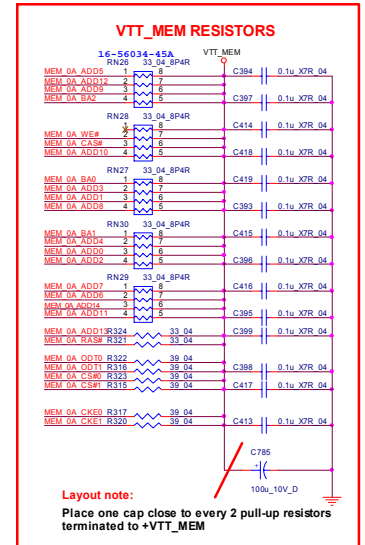 VTT_MEM RESISTORS
16-56034-45A VTT_MEM
RN26 33_04_8P4R
MEM_0A_ADD5 1 8 C394 0.1u_X7R_04
MEM_0A_ADD12 2 7
MEM_0A_ADD9 3 6
MEM_0A_BA2 4 5 C397 0.1u_X7R_04
RN28 33_04_8P4R
1 8 C414 0.1u_X7R_04
MEM_0A_WE# 2 7
MEM_0A_CAS# 3 6
MEM_0A_ADD10 4 5 C418 0.1u_X7R_04
RN27 33_04_8P4R
MEM_0A_BA0 1 8 C419 0.1u_X7R_04
MEM_0A_ADD3 2 7
MEM_0A_ADD1 3 6
MEM_0A_ADD8 4 5 C393 0.1u_X7R_04
RN30 33_04_8P4R
MEM_0A_BA1 1 8 C415 0.1u_X7R_04
MEM_0A_ADD4 2 7
MEM_0A_ADD0 3 6
MEM_0A_ADD2 4 5 C396 0.1u_X7R_04
RN29 33_04_8P4R
MEM_0A_ADD7 1 8 C416 0.1u_X7R_04
MEM_0A_ADD6 2 7
MEM_0A_ADD14 3 6
MEM_0A_ADD11 4 5 C395 0.1u_X7R_04
MEM_0A_ADD13 R324 33_04 C399 0.1u_X7R_04
MEM_0A_RAS# R321 33_04
MEM_0A_ODT0 R322 39_04
MEM_0A_ODT1 R316 39_04 C398 0.1u_X7R_04
MEM_0A_CS#0 R323 39_04
MEM_0A_CS#1 R315 39_04 C417 0.1u_X7R_04
MEM_0A_CKE0 R317 39_04
MEM_0A_CKE1 R320 39_04 C413 0.1u_X7R_04
C785
+
100u_10V_D
Layout note:
Place one cap close to every 2 pull-up resistors
terminated to +VTT_MEM